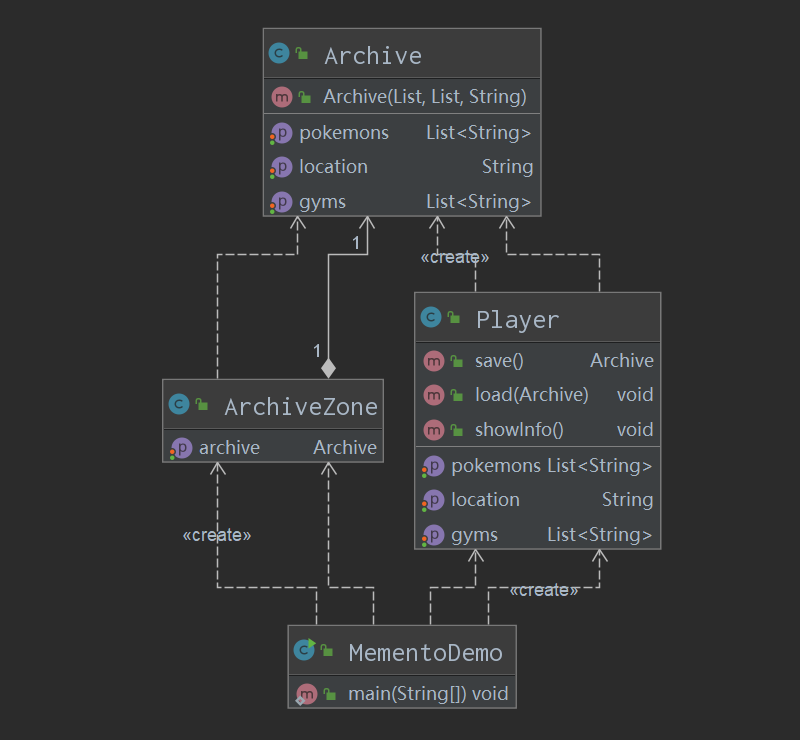 Archive
Archive(List, List, String)
pokemons List<String>
location String
gyms List<String>
1
«create»
Player
save() Archive
load(Archive) void
showInfo() void
pokemons List<String>
location String
gyms List<String>
1
ArchiveZone
archive Archive
«create»
«create»
MementoDemo
main(String[]) void